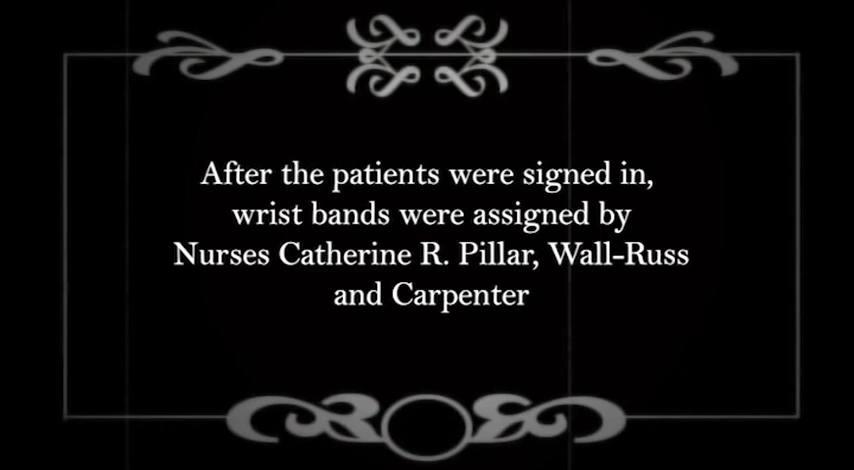 After the patients were signed in,
wrist bands were assigned by
Nurses Catherine R. Pillar, Wall-Russ
and Carpenter